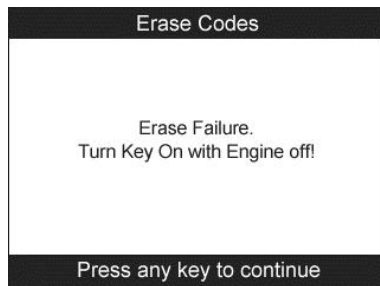 Erase Codes
Erase Failure.
Turn Key On with Engine off!
Press any key to continue